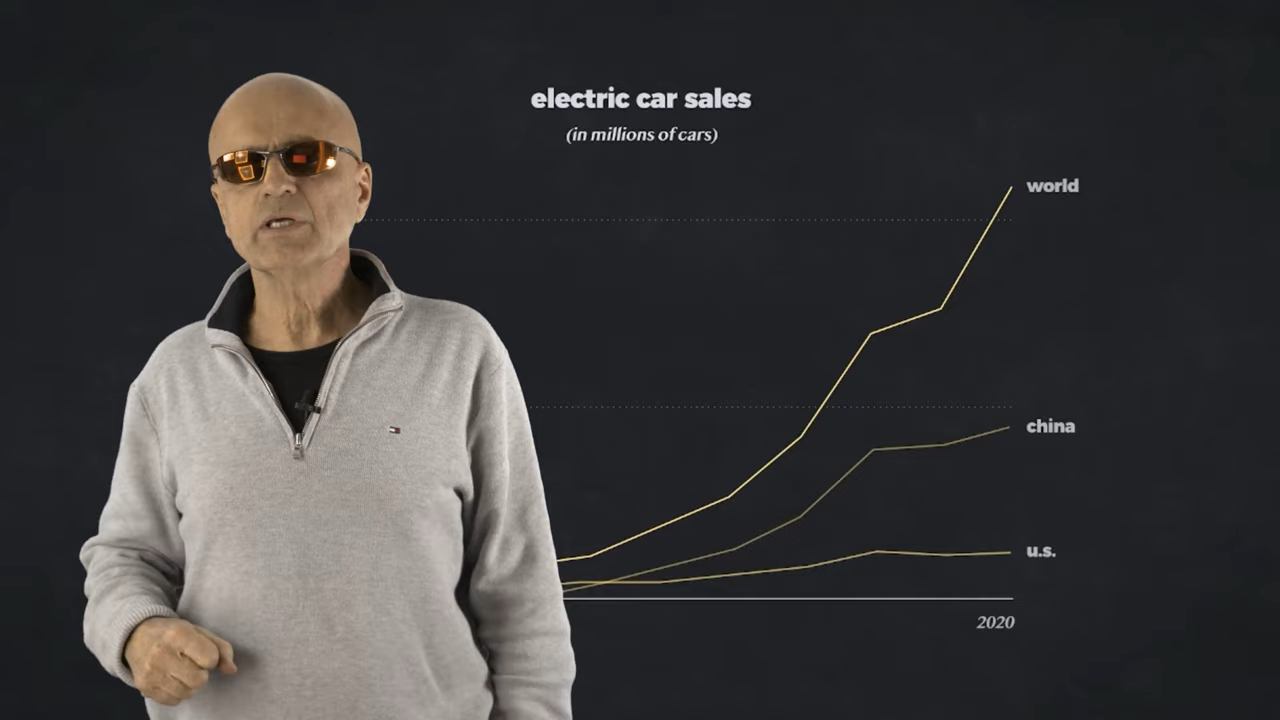 electric car sales
(in millions of cars)
world
china
u.s.
2020